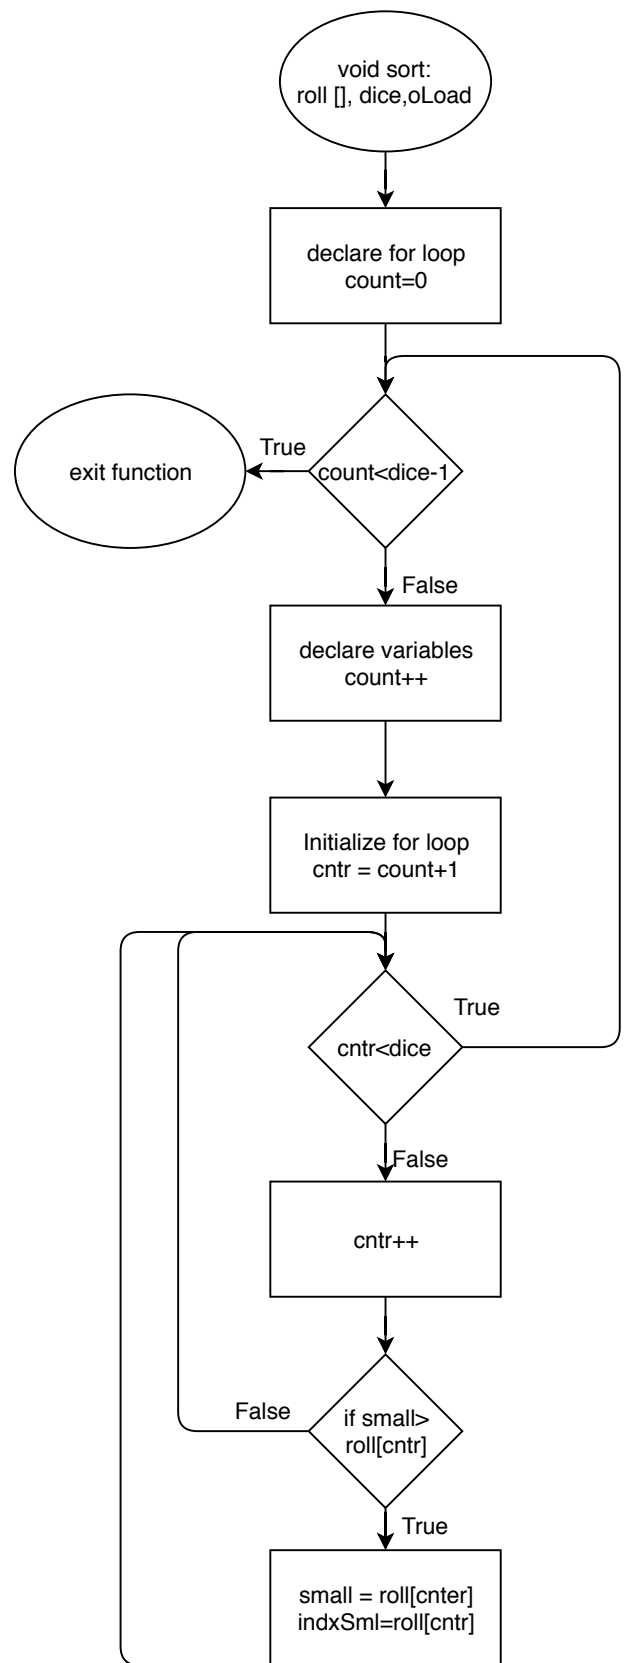 void sort:
roll [], dice,oLoad
declare for loop
count=0
True
exit function
count<dice-1
False
declare variables
count++
Initialize for loop
cntr = count+1
True
cntr<dice
False
cntr++
False
if small>
roll[cntr]
True
small = roll[cnter]
indxSml=roll[cntr]